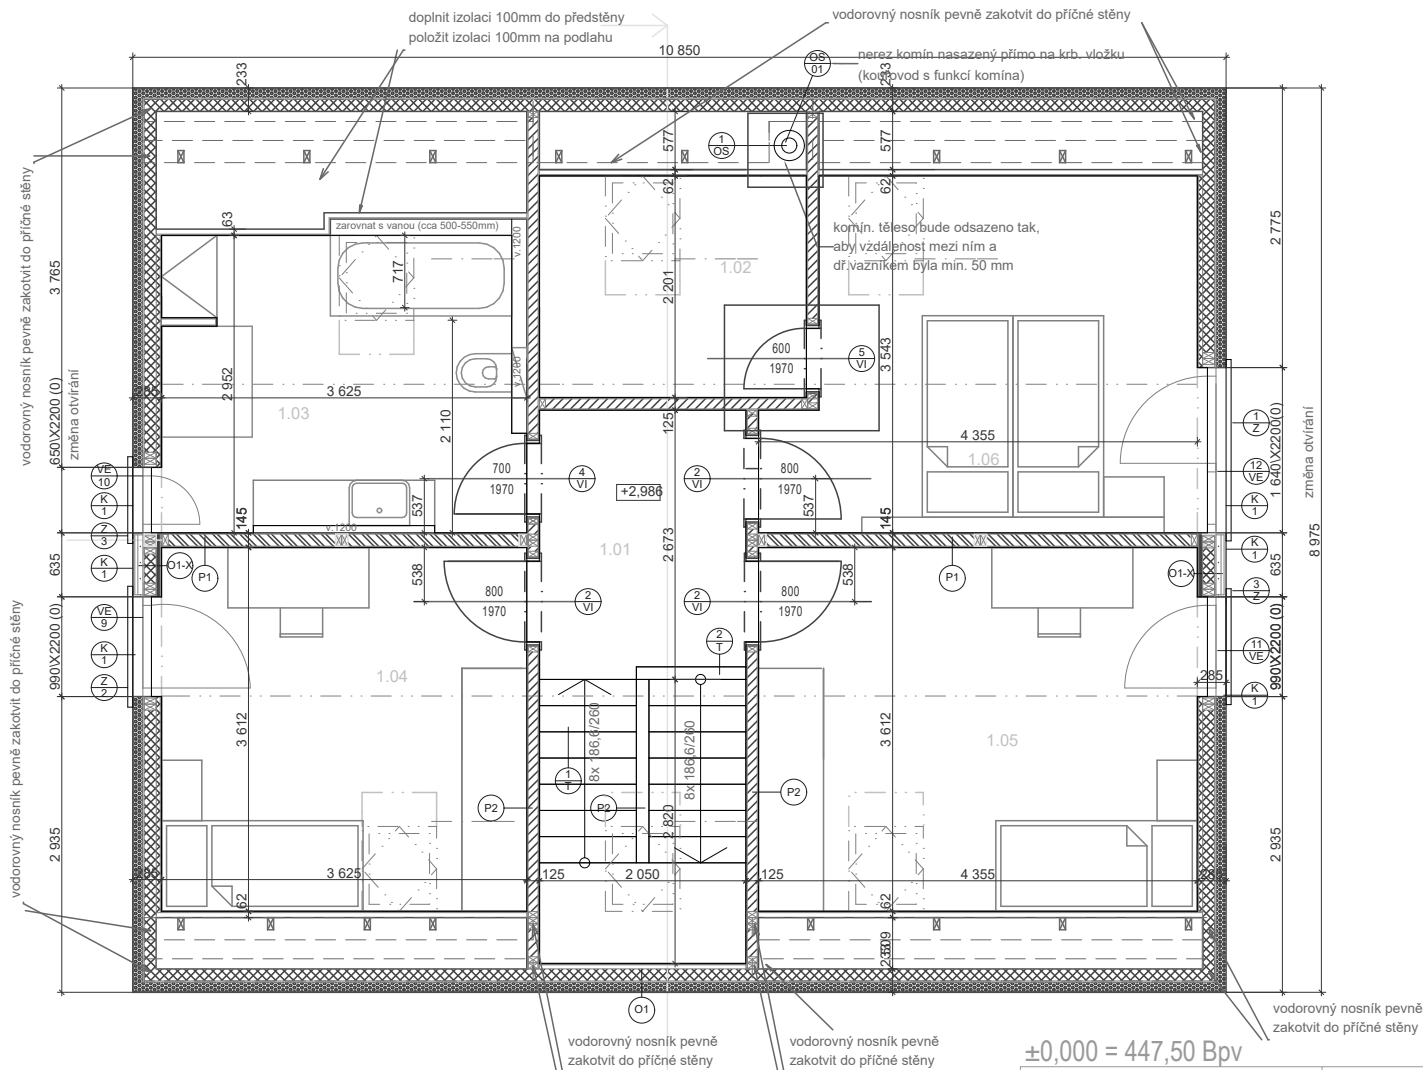 doplnit izolaci 100mm do předstěny
položit izolaci 100mm na podlahu
vodorovný nosník pevně zakotvit do příčné stěny
10 850
OS
01
nerez komín nasazený přímo na krb. vložku
(kouřovod s funkcí komína)
233
233
577
577
1
OS
62
62
63
zarovnat s vanou (cca 500-550mm)
v.1200
717
komín. těleso bude odsazeno tak,
aby vzdálenost mezi ním a
dř.vazníkem byla min. 50 mm
1.02
2 201
2 775
3 765
vodorovný nosník pevně zakotvit do příčné stěny
změna otvírání
650\X2200 (0)
2 952
285
3 625
1.03
v.1200
2 110
600
1970
5
VI
3 543
125
4 355
1.06
1
Z
12
VE
K
1
1 640\X2200(0)
změna otvírání
8 975
VE
10
K
1
Z
3
K
1
700
1970
4
VI
2
VI
800
1970
+2,986
537
537
145
145
v.1200
1.01
2 673
635
O1-X
P1
P1
O1-X
K
1
635
3
Z
538
538
800
1970
2
VI
2
VI
800
1970
VE
9
K
1
Z
2
990\X2200 (0)
11
VE
K
1
990\X2200 (0)
2
T
285
1.04
1.05
3 612
3 612
8x 186,6/260
8x 186,6/260
1
T
P2
P2
P2
2 820
2 935
2 935
vodorovný nosník pevně zakotvit do příčné stěny
285
3 625
125
2 050
125
4 355
285
62
62
509
233
O1
vodorovný nosník pevně
zakotvit do příčné stěny
vodorovný nosník pevně
zakotvit do příčné stěny
vodorovný nosník pevně
zakotvit do příčné stěny
±0,000 = 447,50 Bpv